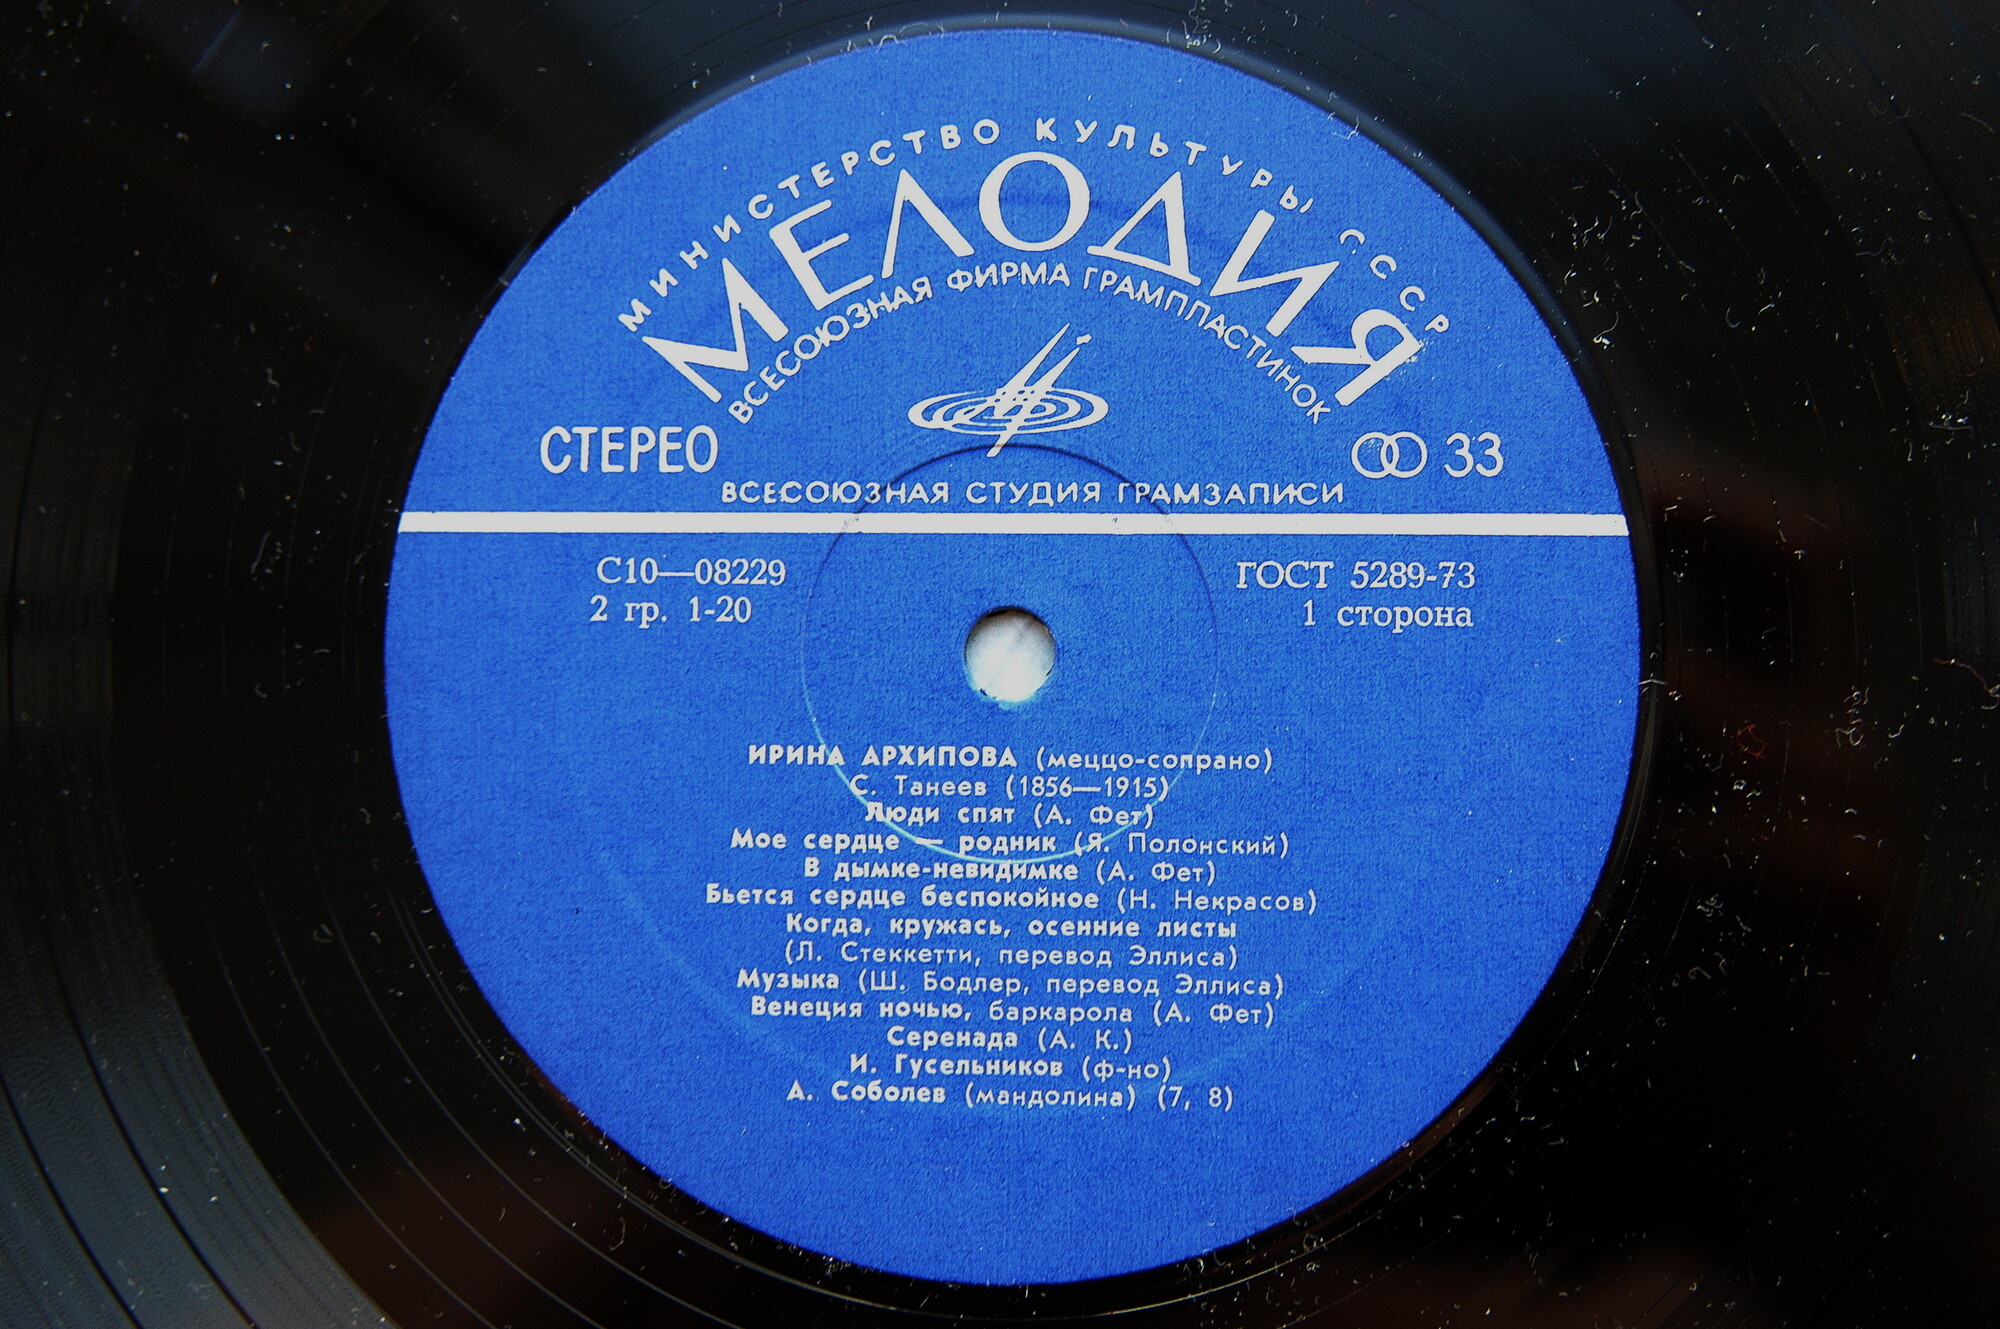 МИНИСТЕРСТВО КУЛЬТУРЫ СССР
МЕЛОДИЯ
ВСЕСОЮЗНАЯ ФИРМА ГРАМПЛАСТИНОК
СТЕРЕО
33
ВСЕСОЮЗНАЯ СТУДИЯ ГРАМЗАПИСИ
С10—08229
ГОСТ 5289-73
2 гр. 1-20
1 сторона
ИРИНА АРХИПОВА (меццо-сопрано)
С. Танеев (1856—1915)
Люди спят (А. Фет)
Мое сердце — родник (Я. Полонский)
В дымке-невидимке (А. Фет)
Бьется сердце беспокойное (Н. Некрасов)
Когда, кружась, осенние листы
(Л. Стеккетти, перевод Эллиса)
Музыка (Ш. Бодлер, перевод Эллиса)
Венеция ночью, баркарола (А. Фет)
Серенада (А. К.)
И. Гусельников (ф-но)
А. Соболев (мандолина) (7, 8)